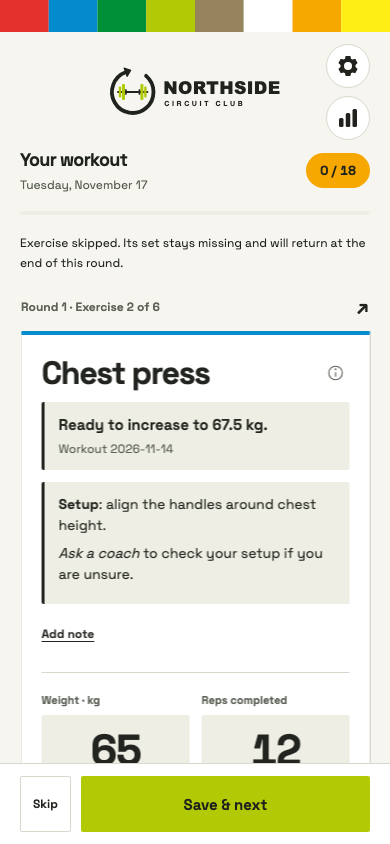 NORTHSIDE
CIRCUIT CLUB
Your workout
Tuesday, November 17
0 / 18
Exercise skipped. Its set stays missing and will return at the
end of this round.
Round 1 · Exercise 2 of 6
Chest press
Ready to increase to 67.5 kg.
Workout 2026-11-14
Setup: align the handles around chest
height.
Ask a coach to check your setup if you
are unsure.
Add note
Weight · kg
Reps completed
65
12
Skip
Save & next